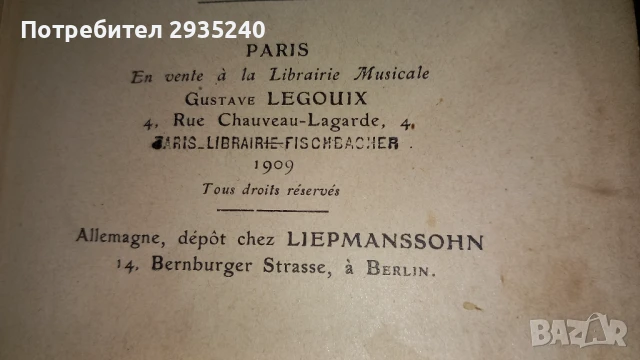 Потребител 2935240
PARIS
En vente à la Librairie Musicale
GUSTAVE LEGOUIX
4, Rue Chauveau-Lagarde, 4,
PARIS_LIBRAIRIE-FISCHBACHER.
1909
Tous droits réservés
Allemagne, dépôt chez LIEPMANSSOHN
14, Bernburger Strasse, à BERLIN.
BAZAR